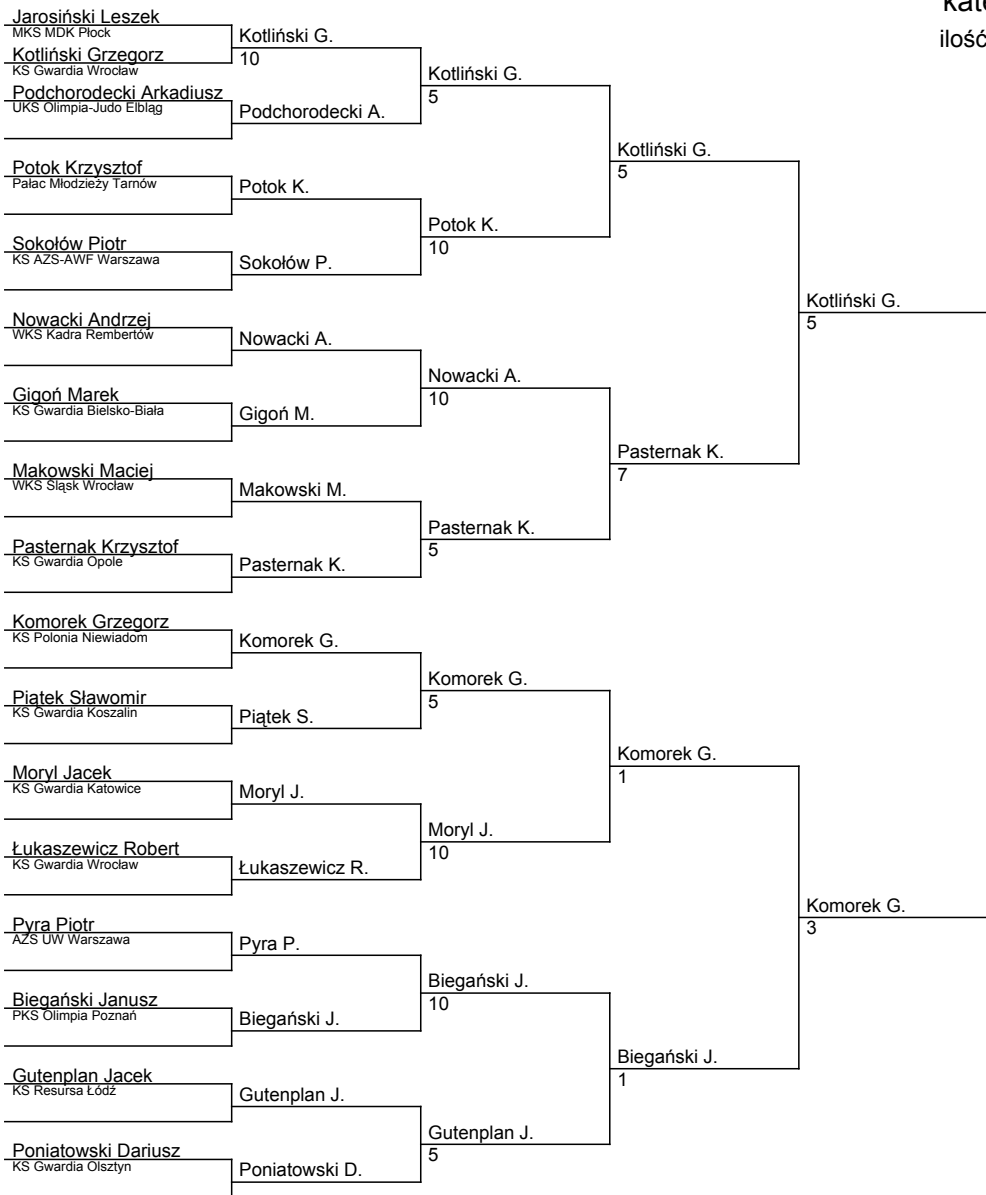 Jarosiński Leszek
MKS MDK Płock
Kotliński Grzegorz
KS Gwardia Wrocław
Podchorodecki Arkadiusz
UKS Olimpia-Judo Elbląg
Potok Krzysztof
Pałac Młodzieży Tarnów
Sokołów Piotr
KS AZS-AWF Warszawa
Nowacki Andrzej
WKS Kadra Rembertów
Gigoń Marek
KS Gwardia Bielsko-Biała
Makowski Maciej
WKS Śląsk Wrocław
Pasternak Krzysztof
KS Gwardia Opole
Komorek Grzegorz
KS Polonia Niewiadom
Piątek Sławomir
KS Gwardia Koszalin
Moryl Jacek
KS Gwardia Katowice
Łukaszewicz Robert
KS Gwardia Wrocław
Pyra Piotr
AZS UW Warszawa
Biegański Janusz
PKS Olimpia Poznań
Gutenplan Jacek
KS Resursa Łódź
Poniatowski Dariusz
KS Gwardia Olsztyn
Kotliński G.
10
Podchorodecki A.
Potok K.
Sokołów P.
Nowacki A.
Gigoń M.
Makowski M.
Pasternak K.
Komorek G.
Piątek S.
Moryl J.
Łukaszewicz R.
Pyra P.
Biegański J.
Gutenplan J.
Poniatowski D.
Kotliński G.
5
Potok K.
10
Nowacki A.
10
Pasternak K.
5
Komorek G.
5
Moryl J.
10
Biegański J.
10
Gutenplan J.
5
Kotliński G.
5
Pasternak K.
7
Komorek G.
1
Biegański J.
1
Kotliński G.
5
Komorek G.
3
ilość